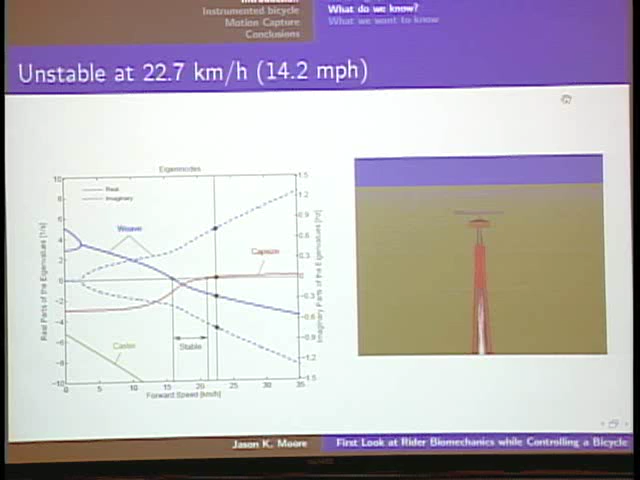 Introduction
Instrumented bicycle
Motion Capture
Conclusions
What do we know?
What we want to know
Unstable at 22.7 km/h (14.2 mph)
Eigenmodes
Real
Imaginary
Weave
Capsize
Caster
Stable
Real Parts of the Eigenvalues [1/s]
Imaginary Parts of the Eigenvalues [hz]
10
8
6
4
2
0
-2
-4
-6
-8
-10
1.5
1.2
0.9
0.6
0.3
0
-0.3
-0.6
-0.9
-1.2
-1.5
0 5 10 15 20 25 30 35
Forward Speed [km/h]
Jason K. Moore
First Look at Rider Biomechanics while Controlling a Bicycle